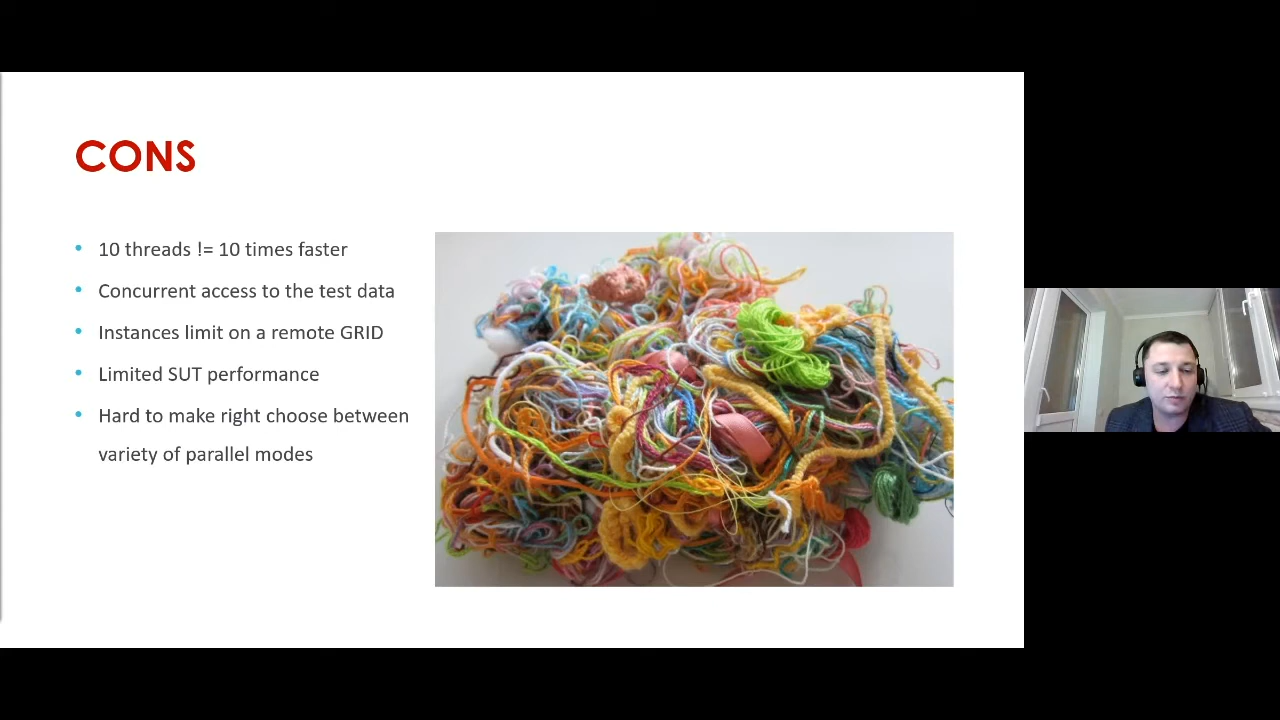 CONS
10 threads != 10 times faster
Concurrent access to the test data
Instances limit on a remote GRID
Limited SUT performance
Hard to make right choose between
variety of parallel modes